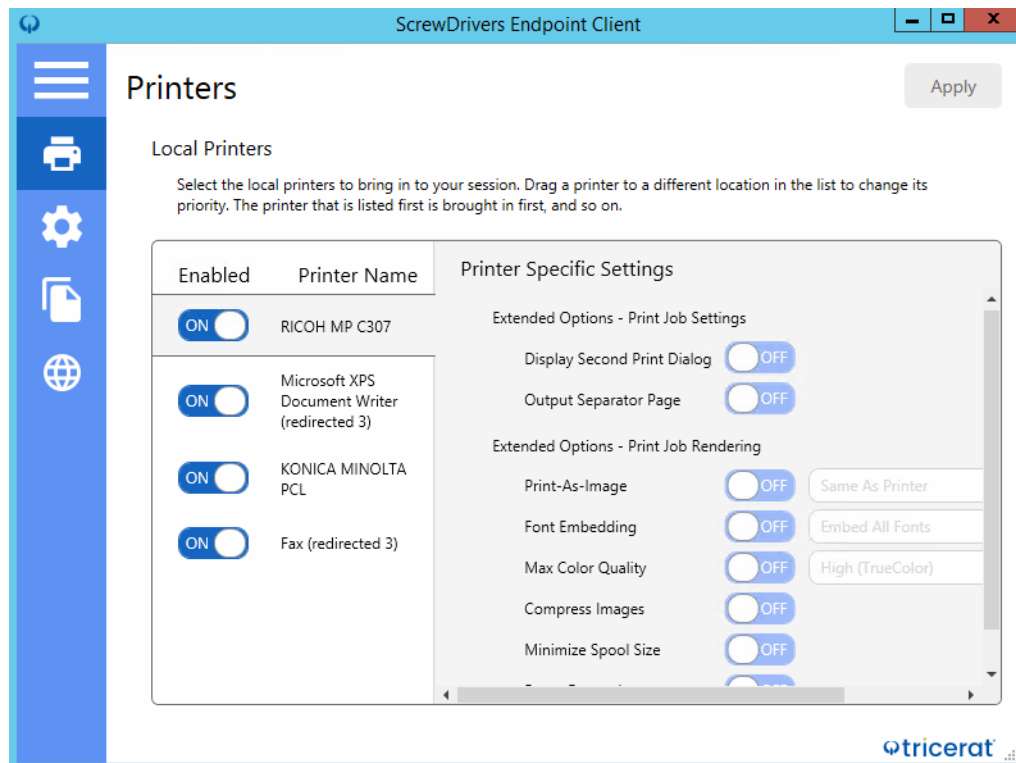 ScrewDrivers Endpoint Client
Printers
Apply
Local Printers
Select the local printers to bring in to your session. Drag a printer to a different location in the list to change its
priority. The printer that is listed first is brought in first, and so on.
Enabled
Printer Name
ON
RICOH MP C307
ON
Microsoft XPS
Document Writer
(redirected 3)
ON
KONICA MINOLTA
PCL
ON
Fax (redirected 3)
Printer Specific Settings
Extended Options - Print Job Settings
Display Second Print Dialog
OFF
Output Separator Page
OFF
Extended Options - Print Job Rendering
Print-As-Image
OFF
Same As Printer
Font Embedding
OFF
Embed All Fonts
Max Color Quality
OFF
High (TrueColor)
Compress Images
OFF
Minimize Spool Size
OFF
tricerat